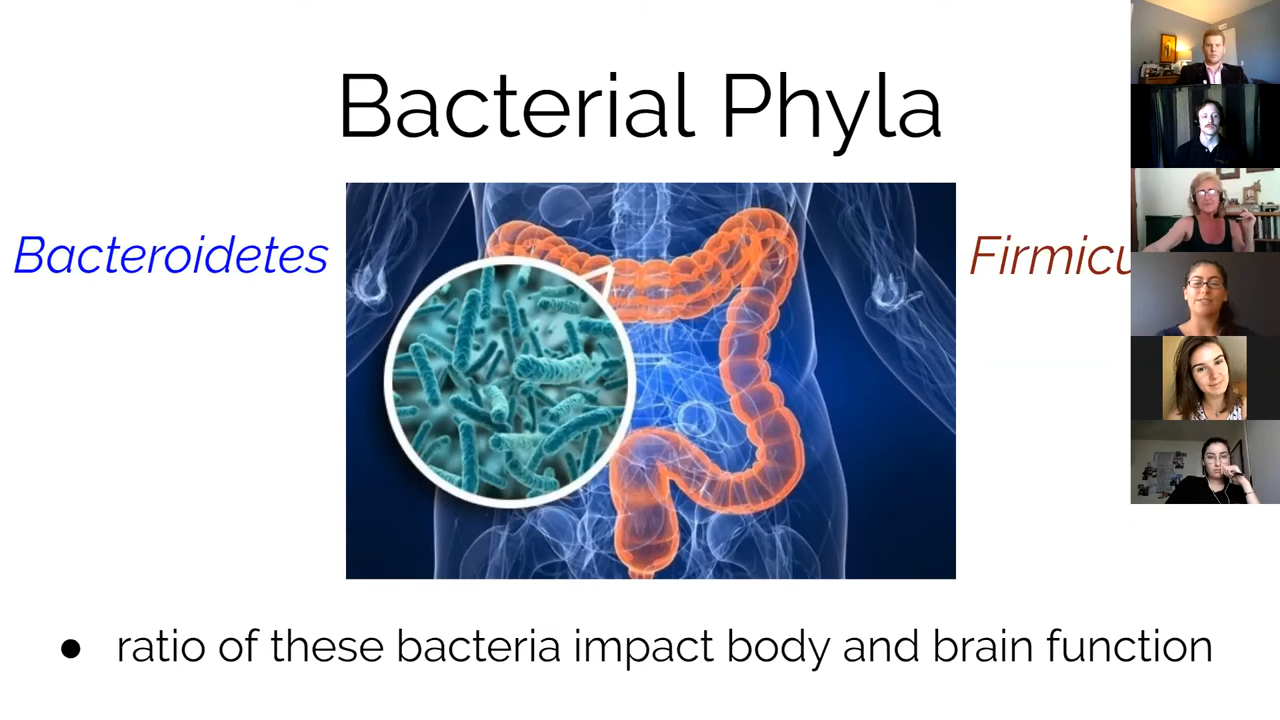 Bacterial Phyla
Bacteroidetes
Firmicu
● ratio of these bacteria impact body and brain function